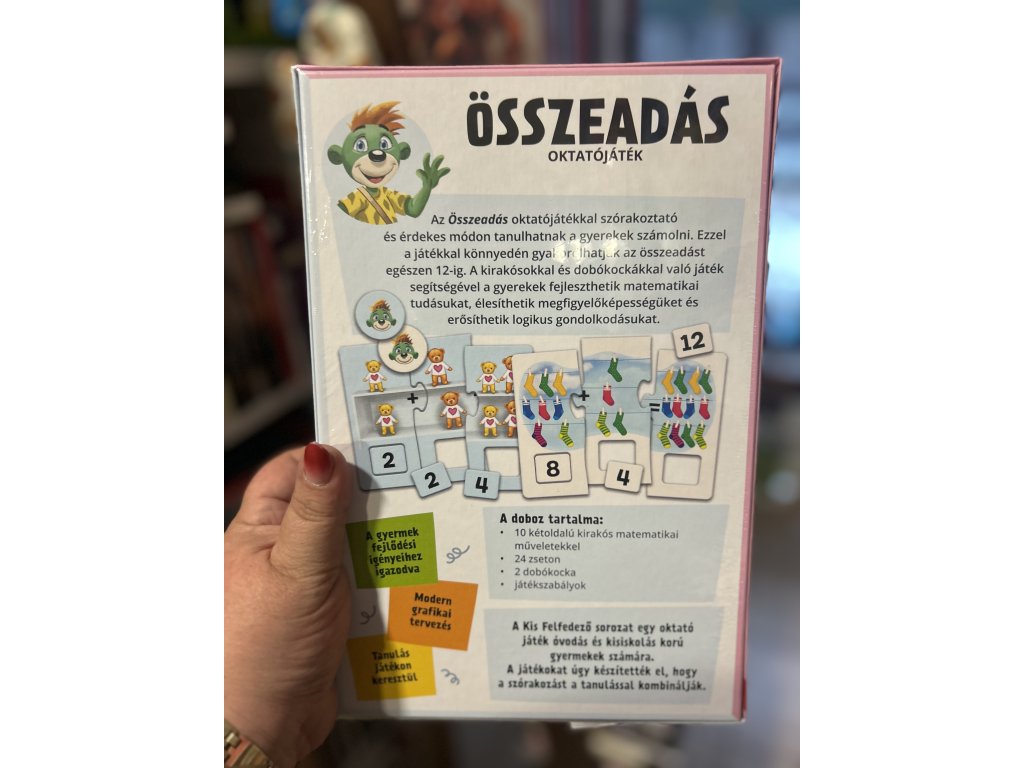 ÖSSZEADÁS
OKTATÓJÁTÉK
Az Összeadás oktatójátékkal szórakoztató
és érdekes módon tanulhatnak a gyerekek számolni. Ezzel
a játékkal könnyedén gyakorolhatják az összeadást
egészen 12-ig. A kirakósokkal és dobókockákkal való játék
segítségével a gyerekek fejleszthetik matematikai
tudásukat, élesíthetik megfigyelőképességüket és
erősíthetik logikus gondolkodásukat.
12
+
+
=
2
2
4
8
4
A gyermek
fejlődési
igényeihez
igazodva
Modern
grafikai
tervezés
Tanulás
játékon
keresztül
A doboz tartalma:
• 10 kétoldalú kirakós matematikai
műveletekkel
• 24 zseton
• 2 dobókocka
• játékszabályok
A Kis Felfedező sorozat egy oktató
játék óvodás és kisiskolás korú
gyermekek számára.
A játékokat úgy készítették el, hogy
a szórakozást a tanulással kombinálják.